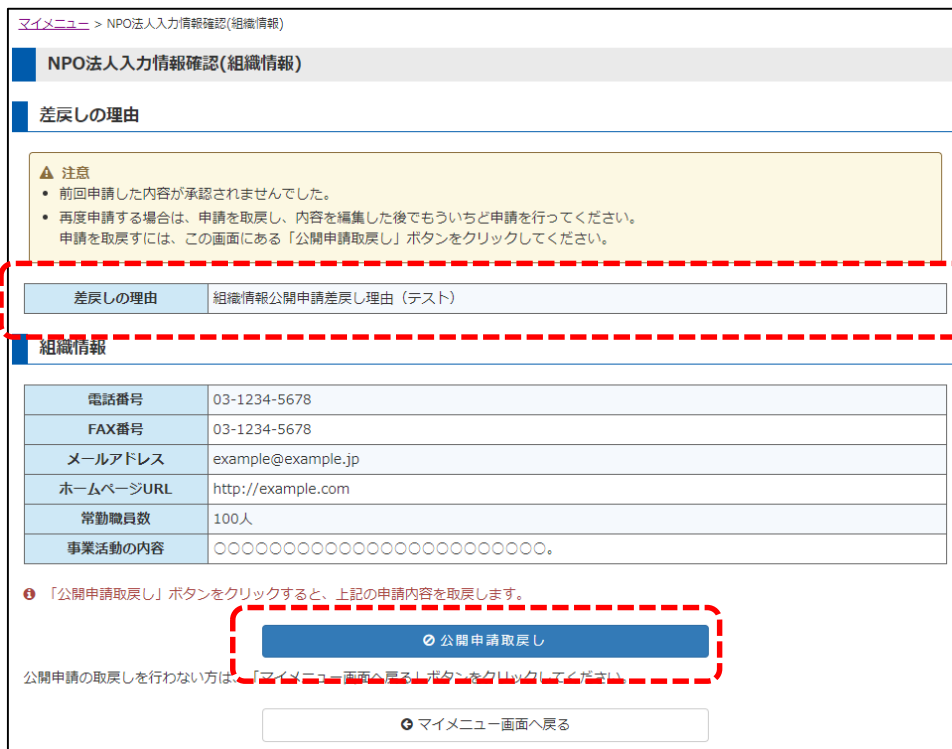 マイメニュー > NPO法人入力情報確認(組織情報)
NPO法人入力情報確認(組織情報)
差戻しの理由
注意
• 前回申請した内容が承認されませんでした。
• 再度申請する場合は、申請を取戻し、内容を編集した後でもういちど申請を行ってください。
申請を取戻すには、この画面にある「公開申請取戻し」ボタンをクリックしてください。
差戻しの理由 組織情報公開申請差戻し理由（テスト）
組織情報
電話番号 03-1234-5678
FAX番号 03-1234-5678
メールアドレス example@example.jp
ホームページURL http://example.com
常勤職員数 100人
事業活動の内容 ○○○○○○○○○○○○○○○○○○○○○○○○。
「公開申請取戻し」ボタンをクリックすると、上記の申請内容を取戻します。
公開申請取戻し
公開申請の取戻しを行わない方は、「マイメニュー画面へ戻る」ボタンをクリックしてください。
マイメニュー画面へ戻る